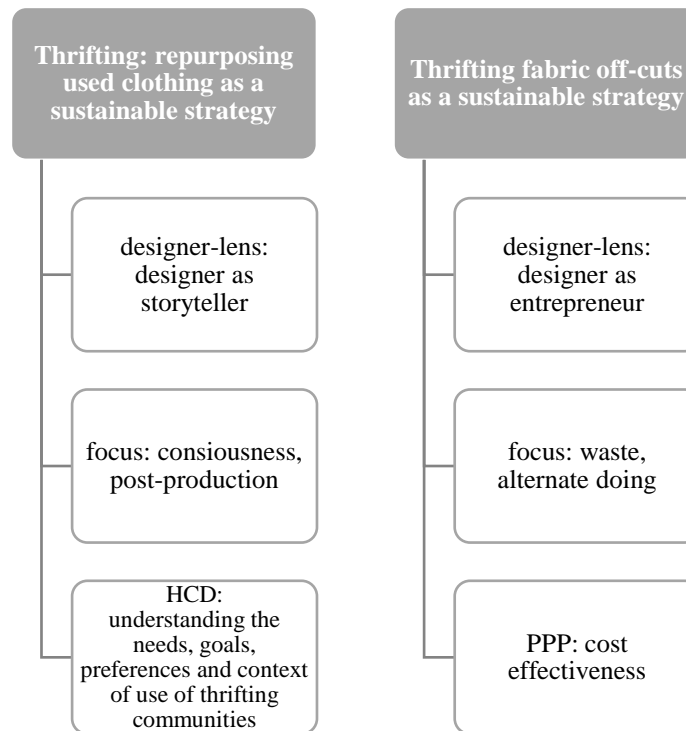 Thrifting: repurposing
used clothing as a
sustainable strategy
designer-lens:
designer as
storyteller
focus: consiousness,
post-production
HCD:
understanding the
needs, goals,
preferences and context
of use of thrifting
communities
Thrifting fabric off-cuts
as a sustainable strategy
designer-lens:
designer as
entrepreneur
focus: waste,
alternate doing
PPP: cost
effectiveness